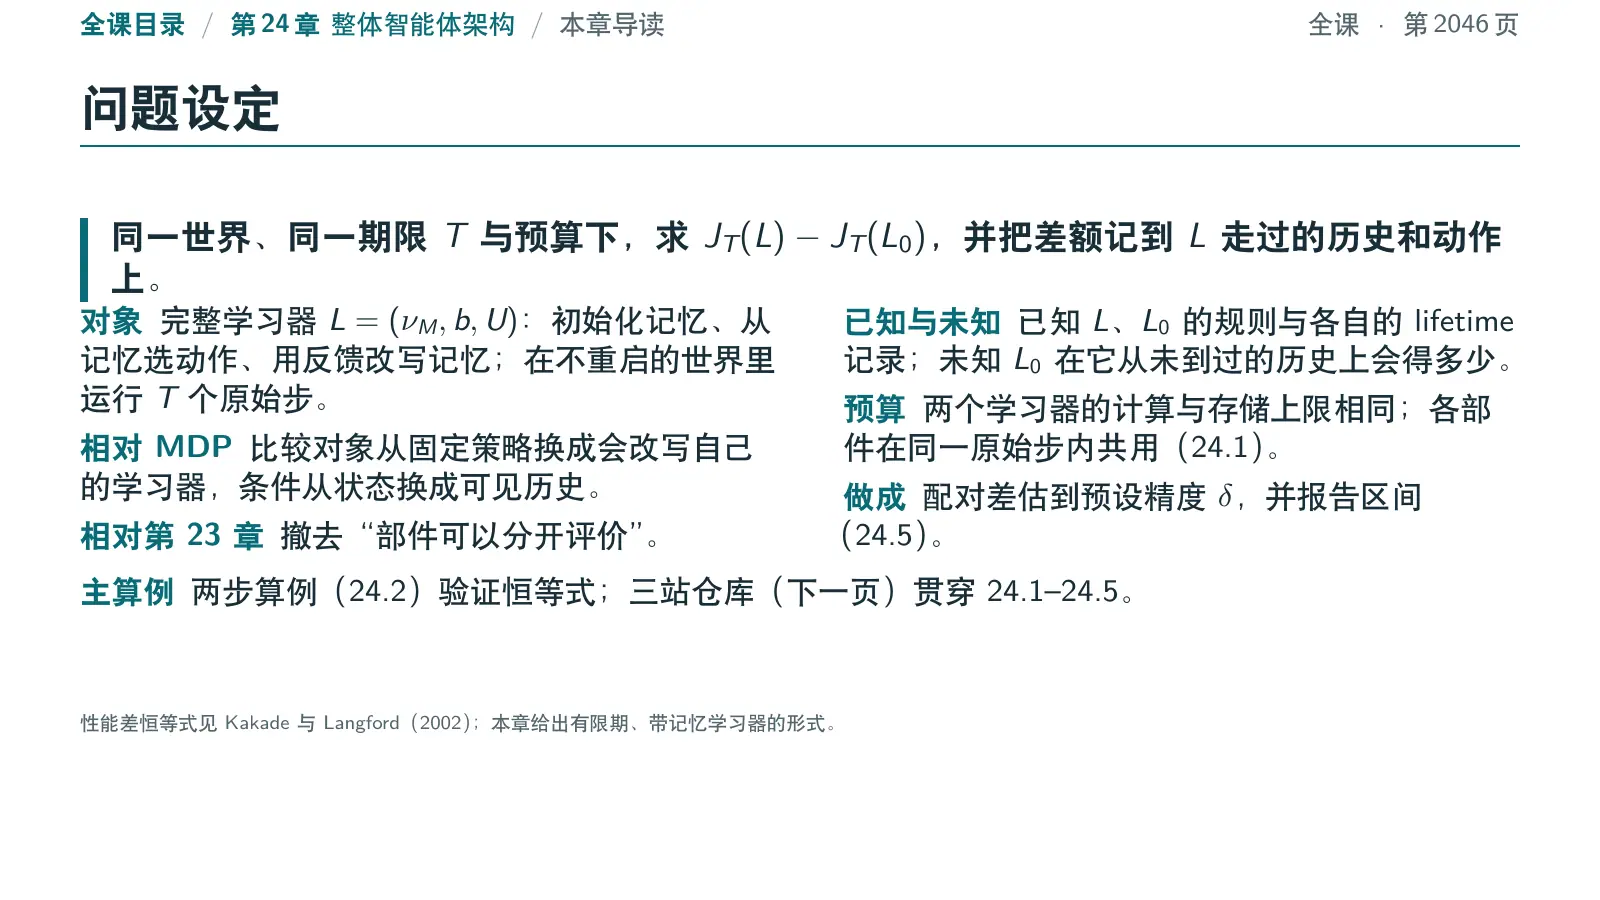 全课目录 / 第 24 章 整体智能体架构 / 本章导读
全课 · 第 2046 页
问题设定
同一世界、同一期限 T 与预算下，求 J_T(L) − J_T(L_0)，并把差额记到 L 走过的历史和动作
上。
对象 完整学习器 L = (ν_M, b, U)：初始化记忆、从
记忆选动作、用反馈改写记忆；在不重启的世界里
运行 T 个原始步。
相对 MDP 比较对象从固定策略换成会改写自己
的学习器，条件从状态换成可见历史。
相对第 23 章 撤去 “部件可以分开评价”。
已知与未知 已知 L、L_0 的规则与各自的 lifetime
记录；未知 L_0 在它从未到过的历史上会得多少。
预算 两个学习器的计算与存储上限相同；各部
件在同一原始步内共用（24.1）。
做成 配对差估到预设精度 δ，并报告区间
（24.5）。
主算例 两步算例（24.2）验证恒等式；三站仓库（下一页）贯穿 24.1–24.5。
性能差恒等式见 Kakade 与 Langford（2002）；本章给出有限期、带记忆学习器的形式。